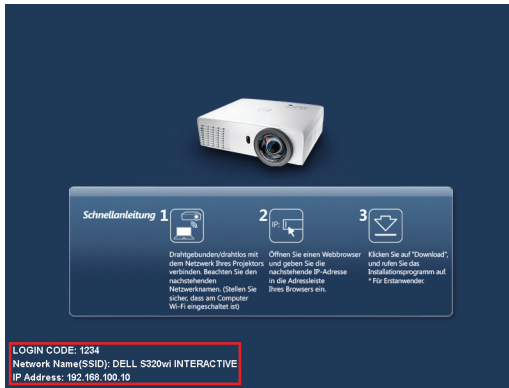 Schnellanleitung
1
Drahtgebunden/drahtlos mit
dem Netzwerk Ihres Projektors
verbinden. Beachten Sie den
nachstehenden
Netzwerknamen. (Stellen Sie
sicher, dass am Computer
Wi-Fi eingeschaltet ist)
2
IP:
Öffnen Sie einen Webbrowser
und geben Sie die
nachstehende IP-Adresse
in die Adressleiste
Ihres Browsers ein.
3
Klicken Sie auf "Download",
und rufen Sie das
Installationsprogramm auf.
* Für Erstanwender.
LOGIN CODE: 1234
Network Name(SSID): DELL S320wi INTERACTIVE
IP Address: 192.168.100.10